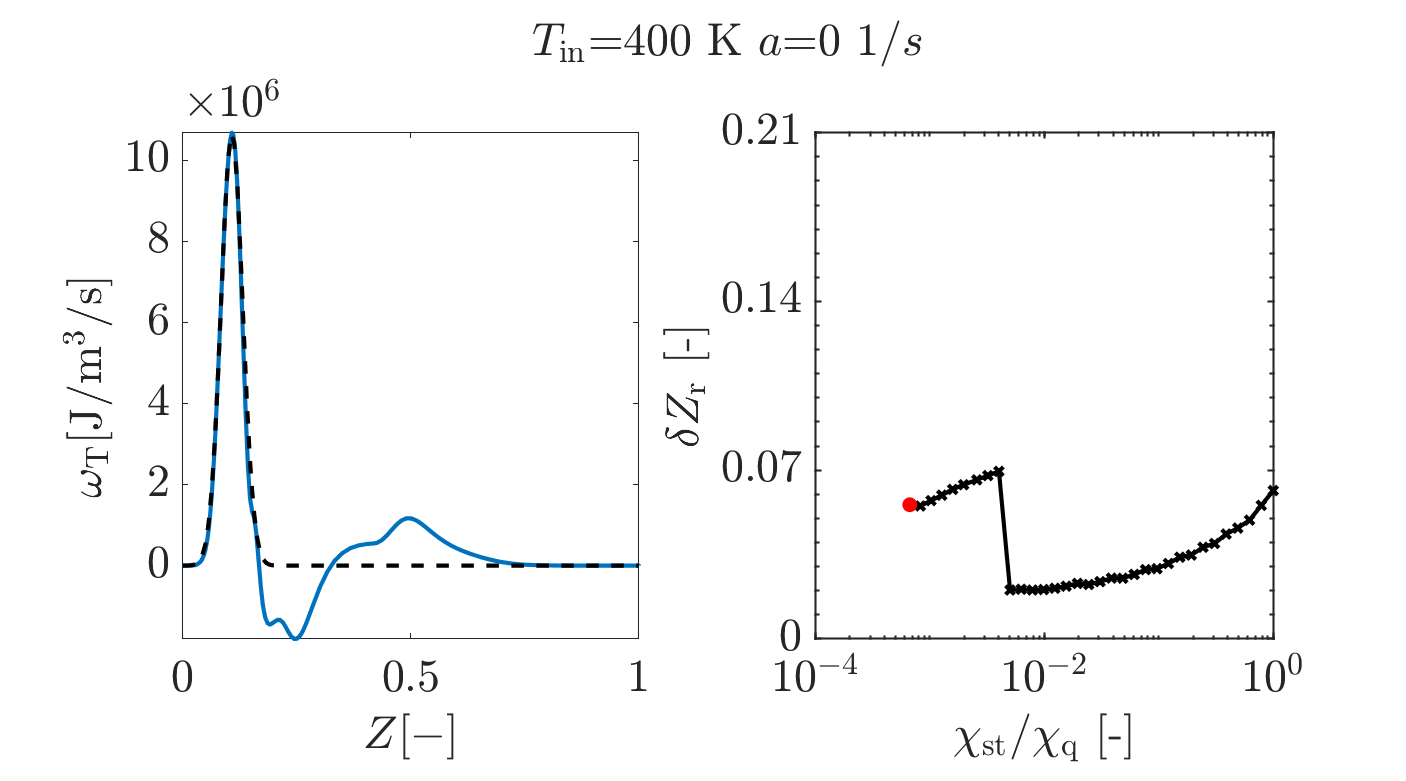 T_in=400 K a=0 1/s
×10^6
10
8
6
4
2
0
ω_T[J/m^3/s]
0 0.5 1
Z[−]
0.21
0.14
0.07
0
δZ_r [-]
10^−4 10^−2 10^0
χ_st/χ_q [-]